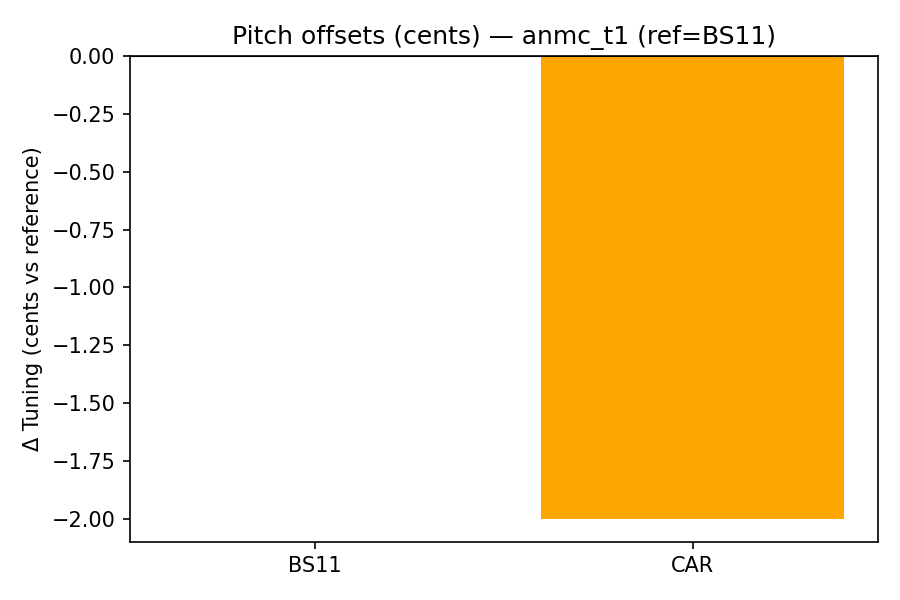 Pitch offsets (cents) — anmc_t1 (ref=BS11)
Δ Tuning (cents vs reference)
0.00
−0.25
−0.50
−0.75
−1.00
−1.25
−1.50
−1.75
−2.00
BS11
CAR